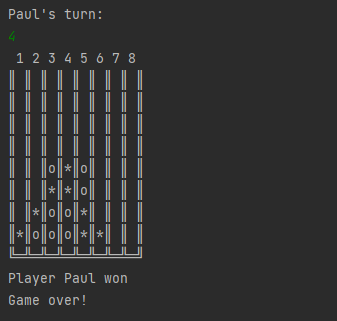 Paul's turn:
4
 1 2 3 4 5 6 7 8
║ ║ ║ ║ ║ ║ ║ ║ ║
║ ║ ║ ║ ║ ║ ║ ║ ║
║ ║ ║ ║ ║ ║ ║ ║ ║
║ ║ ║ ║ ║ ║ ║ ║ ║
║ ║ ║o║*║o║ ║ ║ ║
║ ║ ║*║*║o║ ║ ║ ║
║ ║*║o║o║*║ ║ ║ ║
║*║o║o║o║*║*║ ║ ║
╚═╩═╩═╩═╩═╩═╩═╩═╝
Player Paul won
Game over!